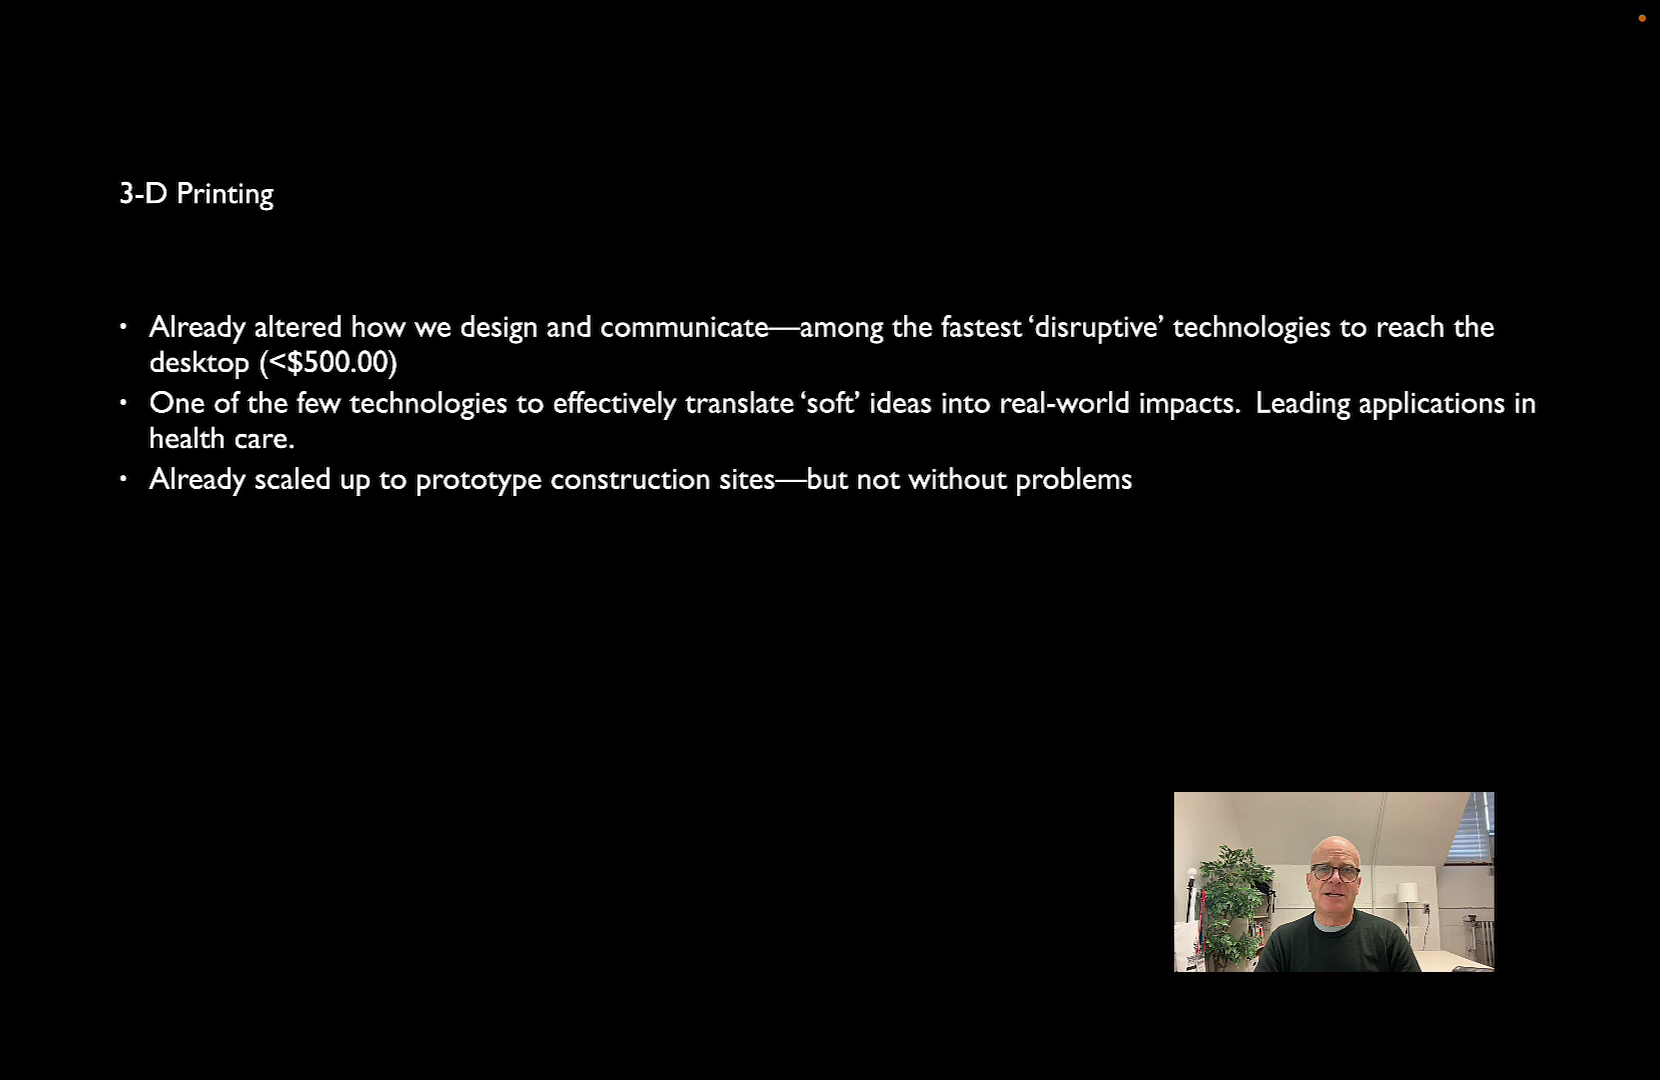 3-D Printing
• Already altered how we design and communicate—among the fastest ‘disruptive’ technologies to reach the
desktop (<$500.00)
• One of the few technologies to effectively translate ‘soft’ ideas into real-world impacts.  Leading applications in
health care.
• Already scaled up to prototype construction sites—but not without problems